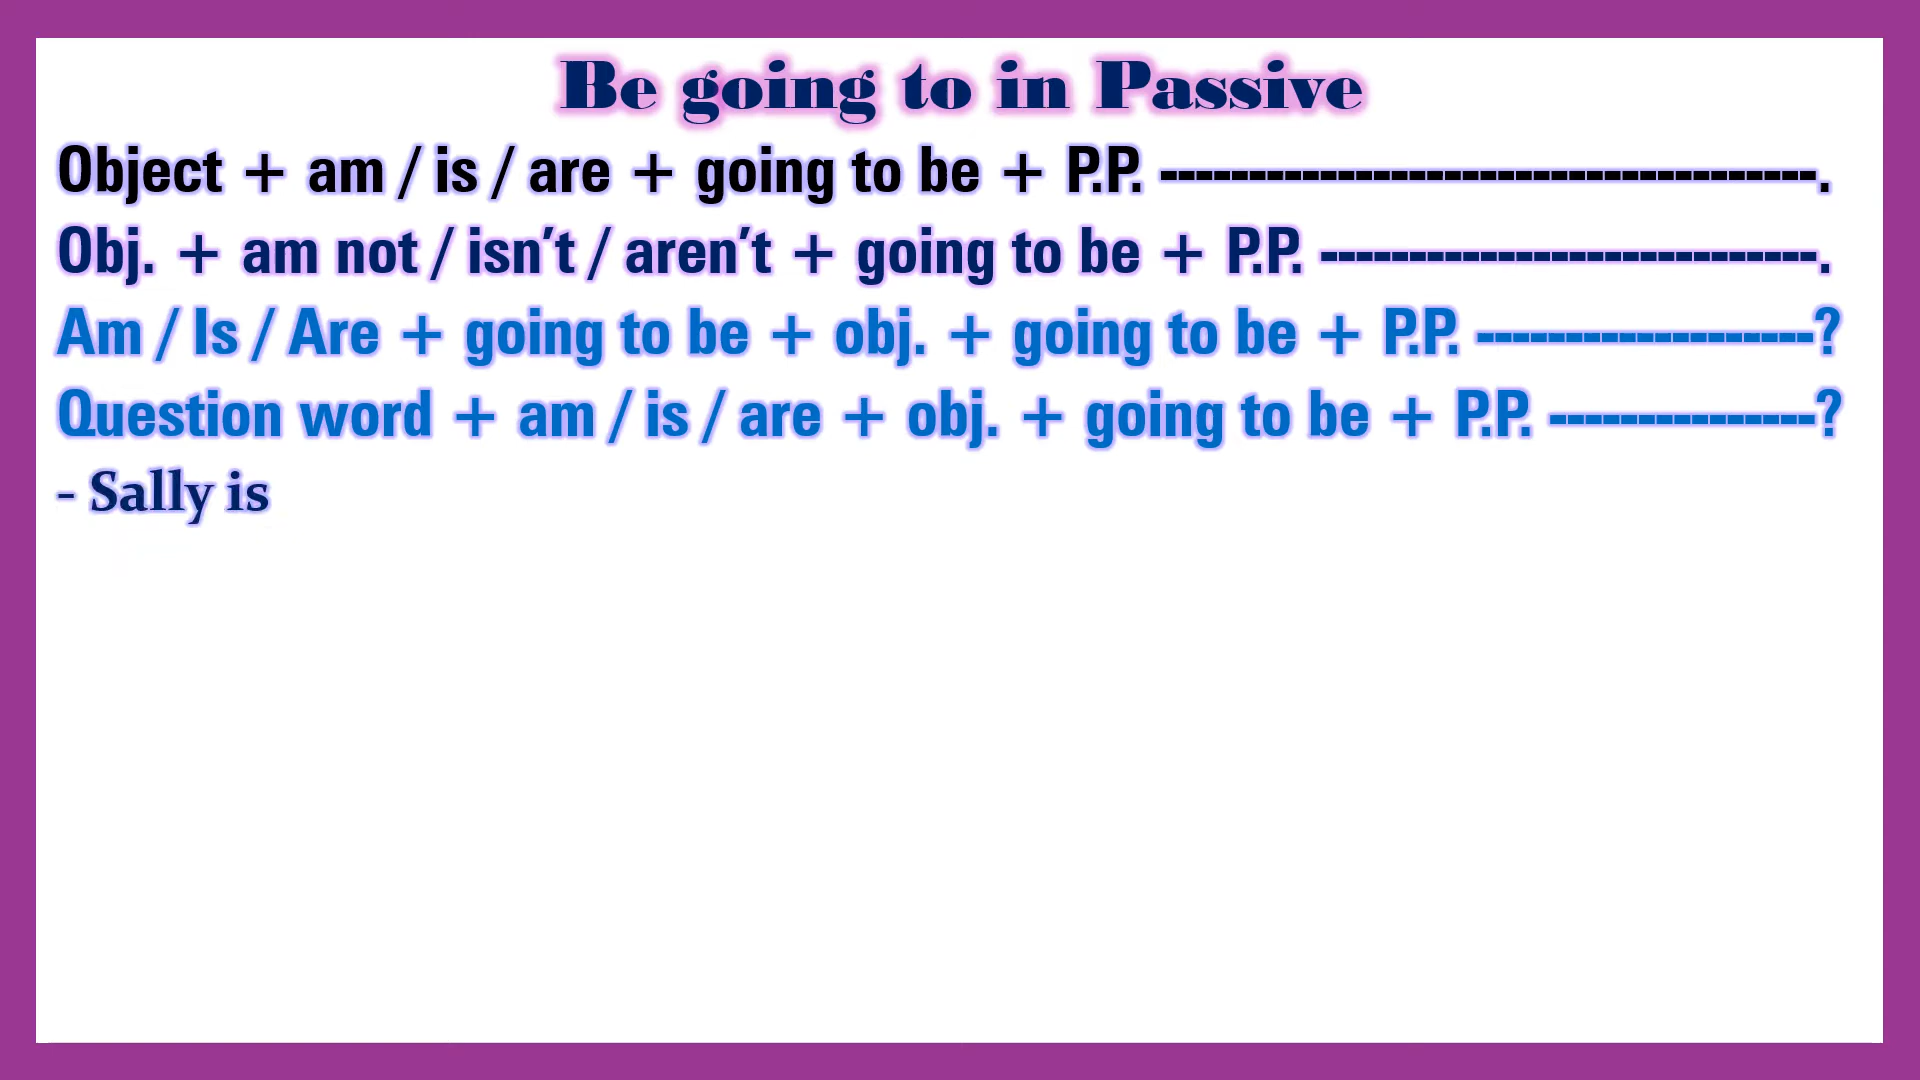 Be going to in Passive
Object + am / is / are + going to be + P.P. -------------------------------------.
Obj. + am not / isn’t / aren’t + going to be + P.P. ----------------------------.
Am / Is / Are + going to be + obj. + going to be + P.P. -------------------?
Question word + am / is / are + obj. + going to be + P.P. ---------------?
- Sally is